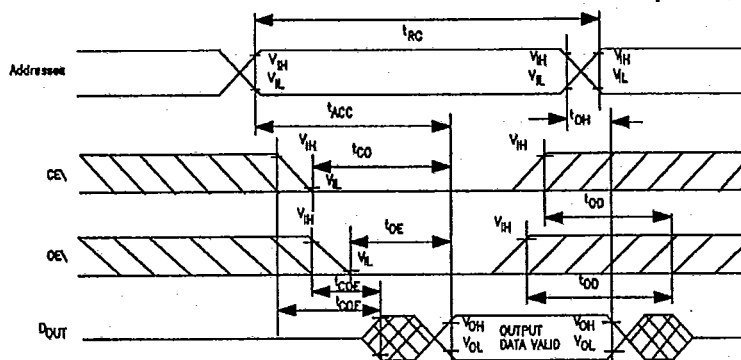 tRC
Addresses
VIH
VIL
VIH
VIL
VIH
VIL
tACC
tOH
CE\
VIH
tCO
VIL
VIH
tOD
OE\
VIH
tOE
VIL
VIH
tCOE
tOD
tCOE
DOUT
VOH
VOL
OUTPUT
DATA VALID
VOH
VOL